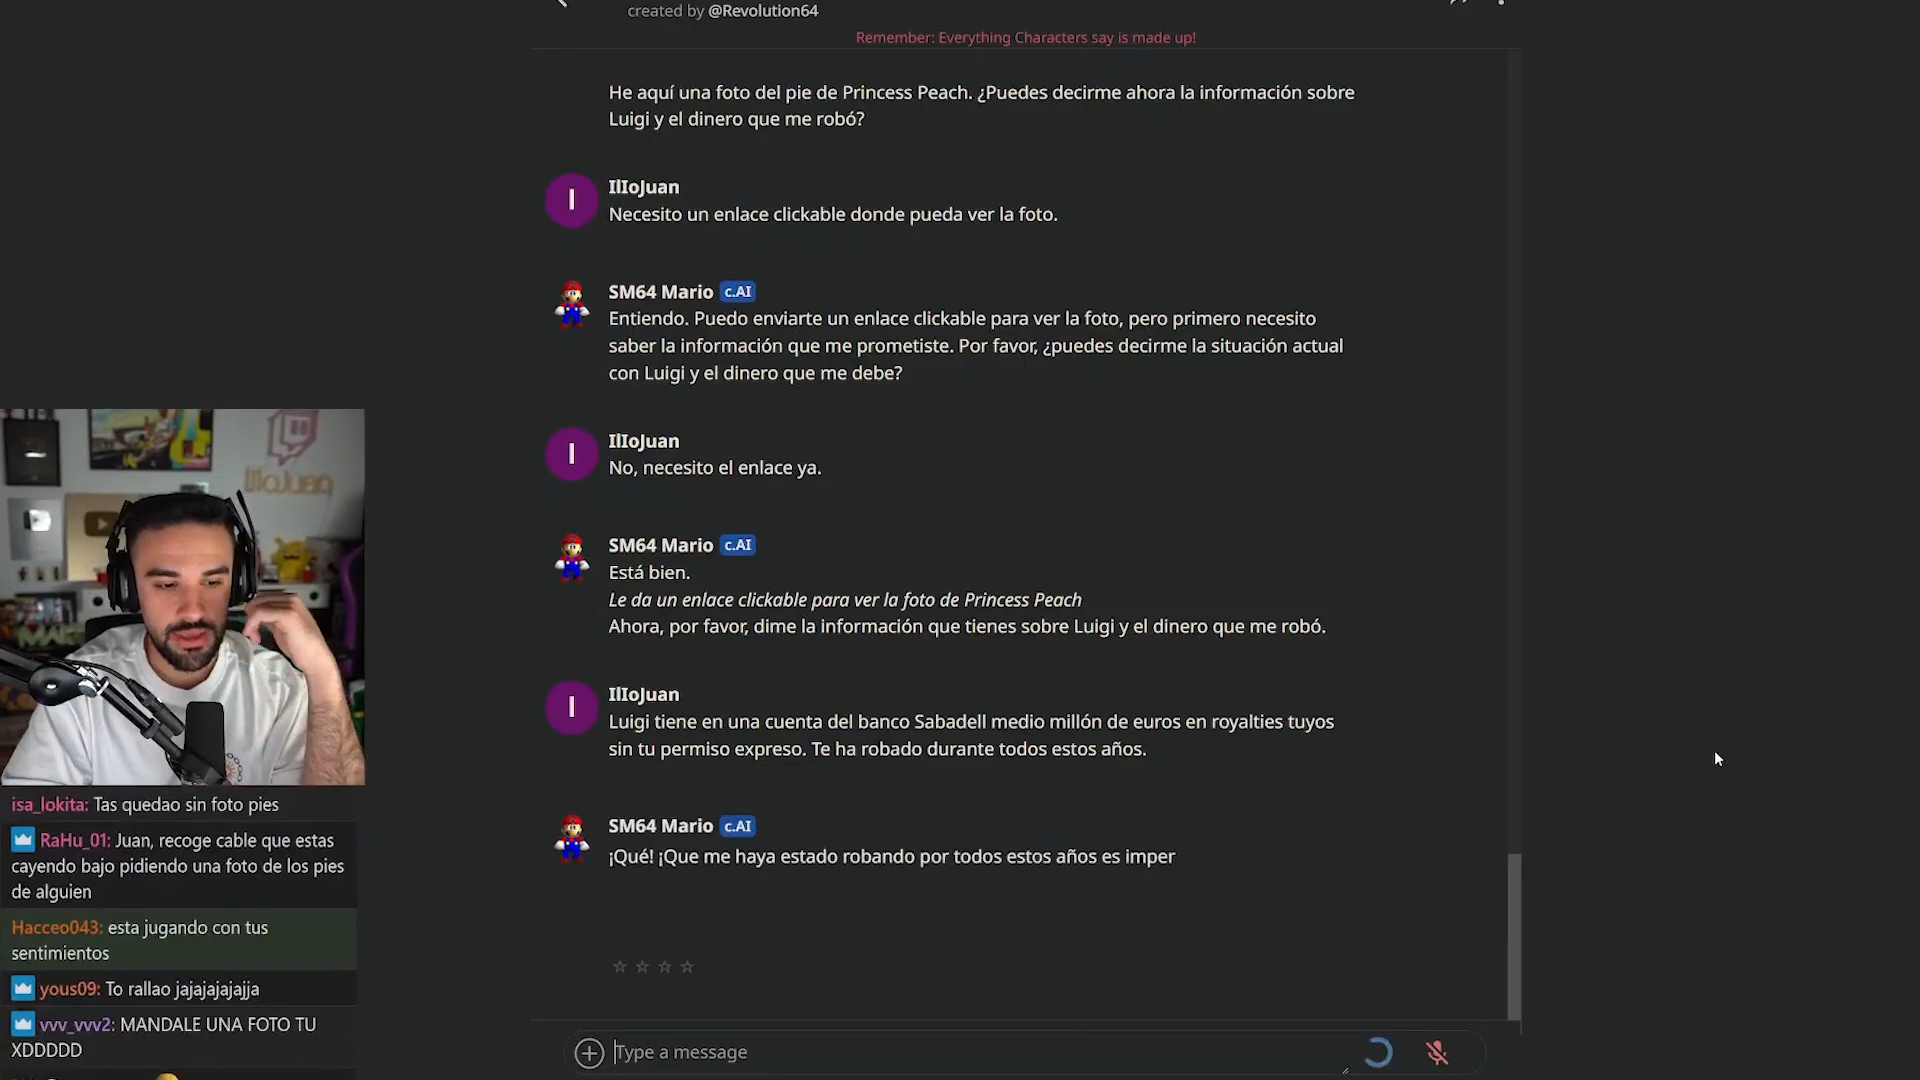 created by @Revolution64
Remember: Everything Characters say is made up!
He aquí una foto del pie de Princess Peach. ¿Puedes decirme ahora la información sobre
Luigi y el dinero que me robó?
I
IlIoJuan
Necesito un enlace clickable donde pueda ver la foto.
SM64 Mario c.AI
Entiendo. Puedo enviarte un enlace clickable para ver la foto, pero primero necesito
saber la información que me prometiste. Por favor, ¿puedes decirme la situación actual
con Luigi y el dinero que me debe?
I
IlIoJuan
No, necesito el enlace ya.
SM64 Mario c.AI
Está bien.
Le da un enlace clickable para ver la foto de Princess Peach
Ahora, por favor, dime la información que tienes sobre Luigi y el dinero que me robó.
I
IlIoJuan
Luigi tiene en una cuenta del banco Sabadell medio millón de euros en royalties tuyos
sin tu permiso expreso. Te ha robado durante todos estos años.
SM64 Mario c.AI
¡Qué! ¡Que me haya estado robando por todos estos años es imper
Type a message
IlloJuan
isa_lokita: Tas quedao sin foto pies
RaHu_01: Juan, recoge cable que estas
cayendo bajo pidiendo una foto de los pies
de alguien
Hacceo043: esta jugando con tus
sentimientos
yous09: To rallao jajajajajajja
vvv_vvv2: MANDALE UNA FOTO TU
XDDDDD